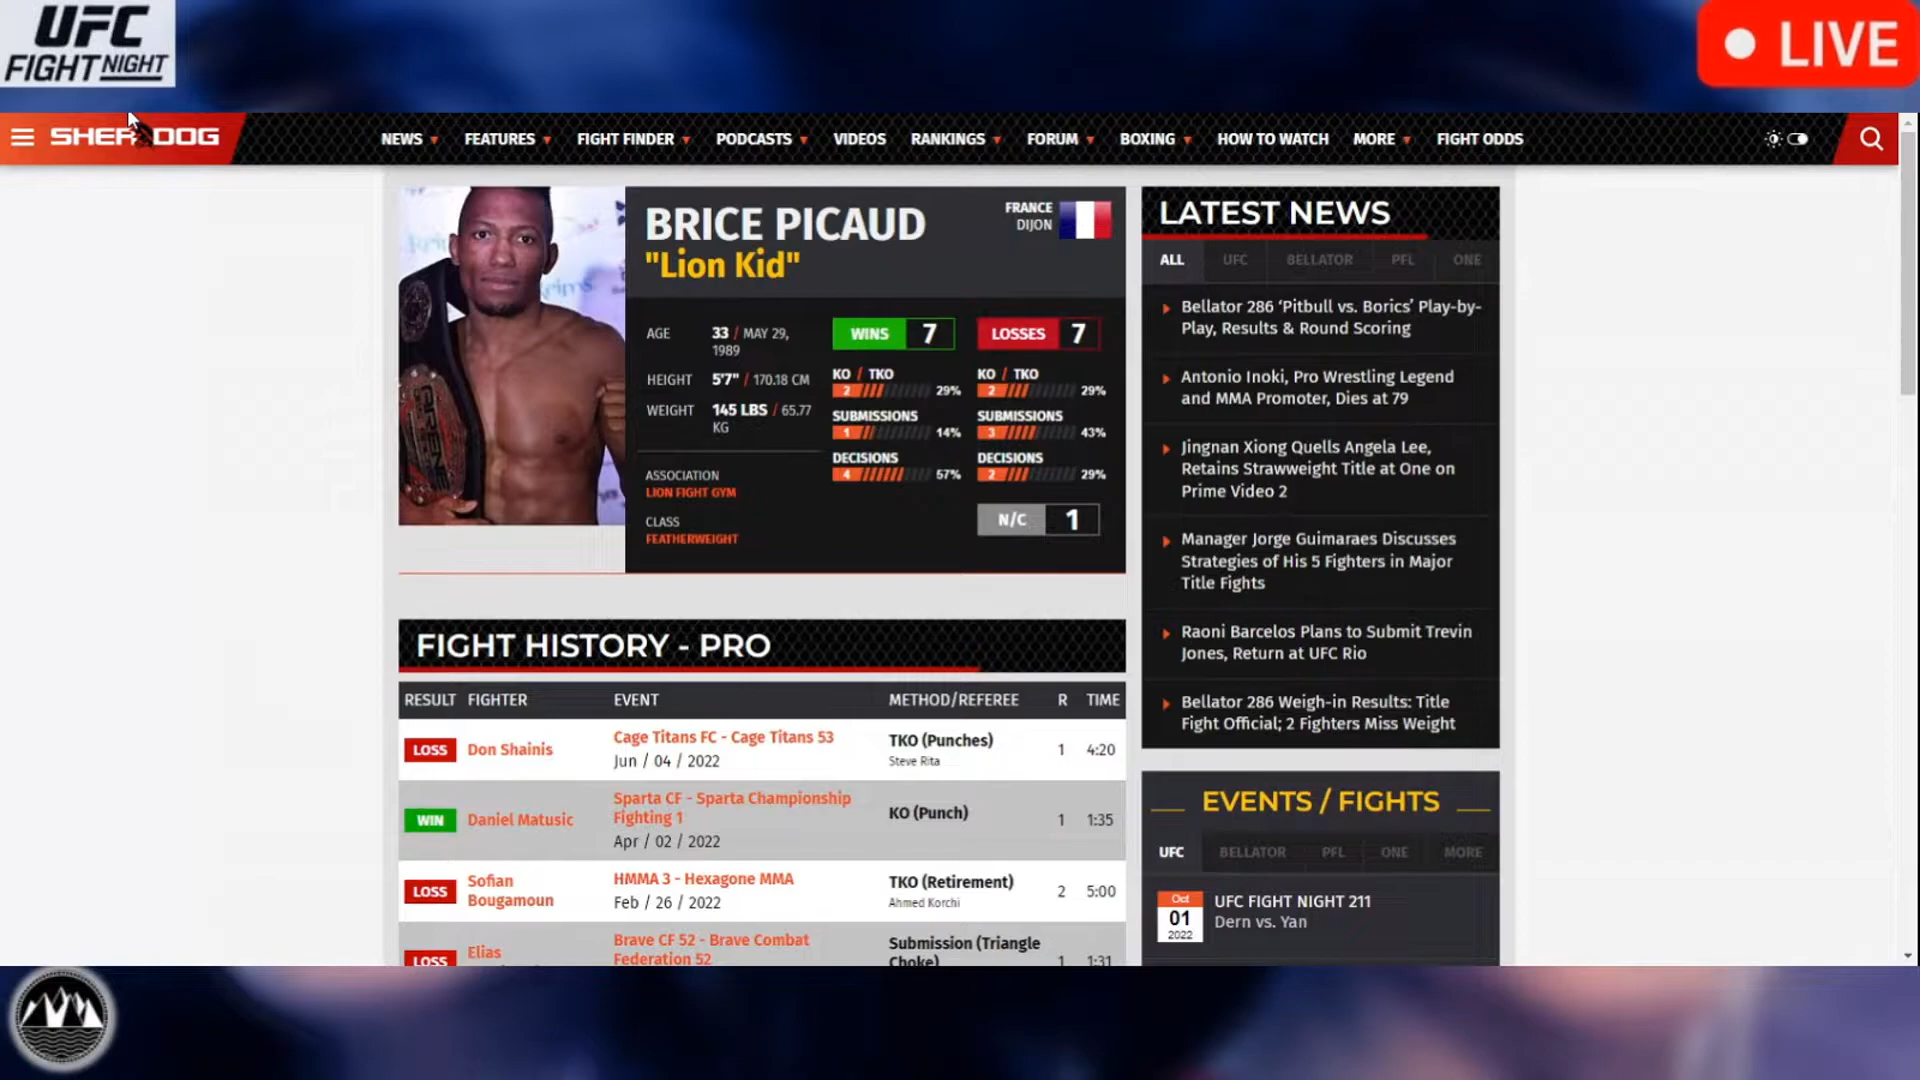 UFC
FIGHT NIGHT
LIVE
SHERDOG
NEWS FEATURES FIGHT FINDER PODCASTS VIDEOS RANKINGS FORUM BOXING HOW TO WATCH MORE FIGHT ODDS
BRICE PICAUD
"Lion Kid"
FRANCE
DIJON
AGE 33 / MAY 29,
1989
HEIGHT 5'7" / 170.18 CM
WEIGHT 145 LBS / 65.77
KG
ASSOCIATION
LION FIGHT GYM
CLASS
FEATHERWEIGHT
WINS 7
KO / TKO
2 29%
SUBMISSIONS
1 14%
DECISIONS
4 57%
LOSSES 7
KO / TKO
2 29%
SUBMISSIONS
3 43%
DECISIONS
2 29%
N/C 1
FIGHT HISTORY - PRO
RESULT FIGHTER EVENT METHOD/REFEREE R TIME
LOSS Don Shainis Cage Titans FC - Cage Titans 53 TKO (Punches) 1 4:20
Jun / 04 / 2022 Steve Rita
WIN Daniel Matusic Sparta CF - Sparta Championship KO (Punch) 1 1:35
Fighting 1
Apr / 02 / 2022
LOSS Sofian HMMA 3 - Hexagone MMA TKO (Retirement) 2 5:00
Bougamoun Feb / 26 / 2022 Ahmed Korchi
LOSS Elias Brave CF 52 - Brave Combat Submission (Triangle 1 1:31
Federation 52 Choke)
LATEST NEWS
ALL UFC BELLATOR PFL ONE
Bellator 286 ‘Pitbull vs. Borics’ Play-by-
Play, Results & Round Scoring
Antonio Inoki, Pro Wrestling Legend
and MMA Promoter, Dies at 79
Jingnan Xiong Quells Angela Lee,
Retains Strawweight Title at One on
Prime Video 2
Manager Jorge Guimaraes Discusses
Strategies of His 5 Fighters in Major
Title Fights
Raoni Barcelos Plans to Submit Trevin
Jones, Return at UFC Rio
Bellator 286 Weigh-in Results: Title
Fight Official; 2 Fighters Miss Weight
EVENTS / FIGHTS
UFC BELLATOR PFL ONE MORE
Oct
01
2022
UFC FIGHT NIGHT 211
Dern vs. Yan